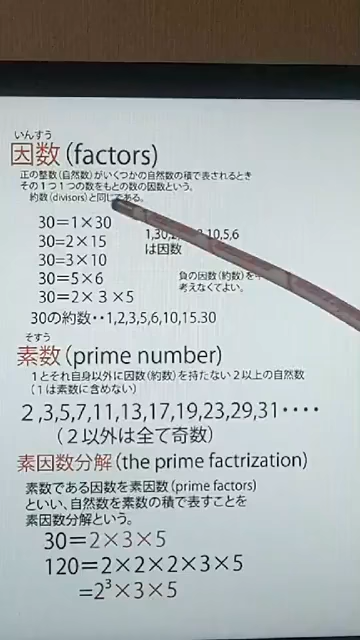 いんすう
因数(factors)
正の整数(自然数)がいくつかの自然数の積で表されるとき
その１つ１つの数をもとの数の因数という。
約数(divisors)と同じである。
30＝1×30
30＝2×15
30＝3×10
30＝5×6
30＝2×3×5
1,30,2 10,5,6
は因数
負の因数(約数)を
考えなくてよい。
30の約数‥1,2,3,5,6,10,15.30
そすう
素数(prime number)
１とそれ自身以外に因数(約数)を持たない２以上の自然数
(１は素数に含めない)
2,3,5,7,11,13,17,19,23,29,31‥‥
(２以外は全て奇数)
素因数分解(the prime factrization)
素数である因数を素因数(prime factors)
といい、自然数を素数の積で表すことを
素因数分解という。
30＝2×3×5
120＝2×2×2×3×5
＝2³×3×5